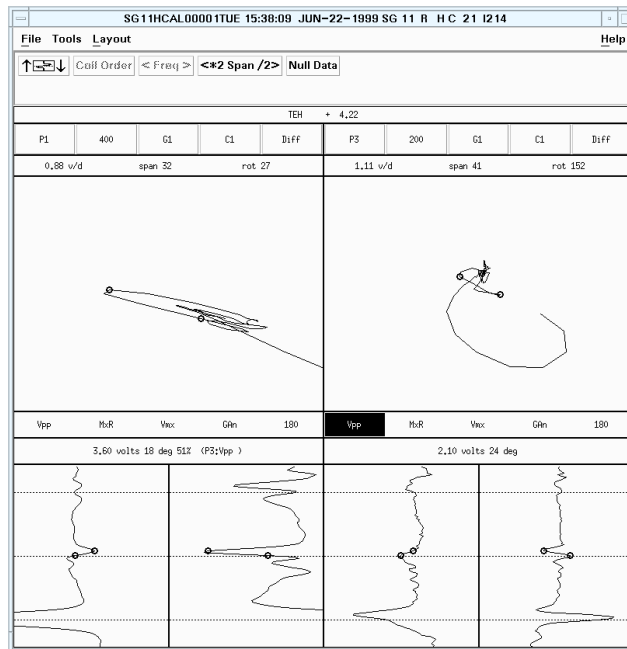 SG11HCAL00001TUE 15:38:09 JUN-22-1999 SG 11 R H C 21 I214
File Tools Layout Help
Coil Order < Freq > <*2 Span /2> Null Data
TEH + 4.22
P1 400 G1 C1 Diff P3 200 G1 C1 Diff
0.88 v/d span 32 rot 27 1.11 v/d span 41 rot 152
Vpp MxR Vmx GAn 180 Vpp MxR Vmx GAn 180
3.60 volts 18 deg 51% (P3:Vpp ) 2.10 volts 24 deg